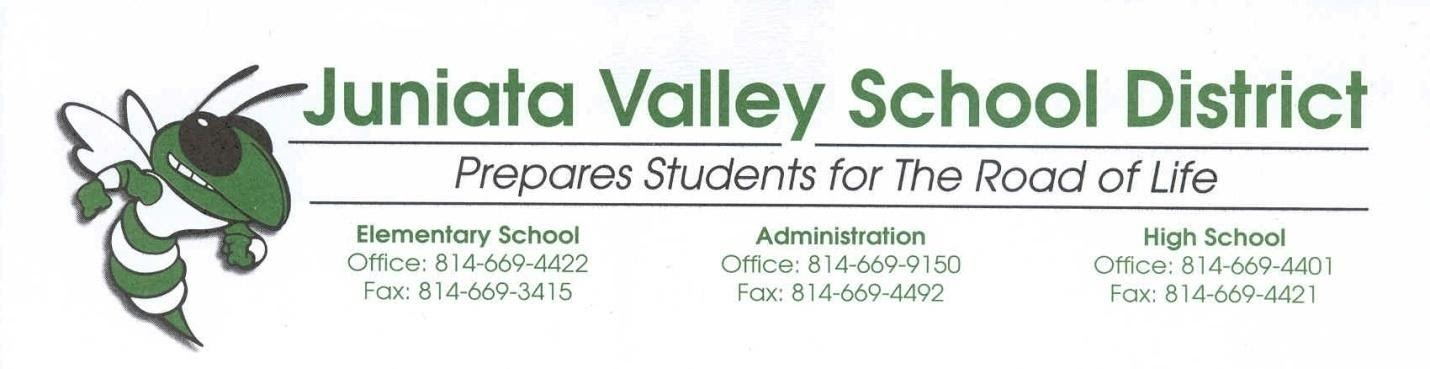 Juniata Valley School District
Prepares Students for The Road of Life
Elementary School
Office: 814-669-4422
Fax: 814-669-3415
Administration
Office: 814-669-9150
Fax: 814-669-4492
High School
Office: 814-669-4401
Fax: 814-669-4421